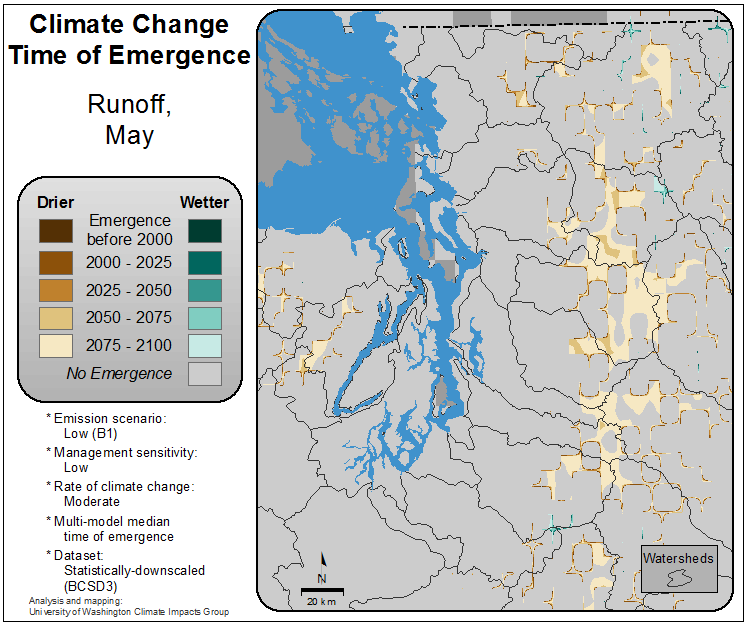 Climate Change
Time of Emergence
Runoff,
May
Drier Wetter
Emergence
before 2000
2000 - 2025
2025 - 2050
2050 - 2075
2075 - 2100
No Emergence
* Emission scenario:
Low (B1)
* Management sensitivity:
Low
* Rate of climate change:
Moderate
* Multi-model median
time of emergence
* Dataset:
Statistically-downscaled
(BCSD3)
Analysis and mapping:
University of Washington Climate Impacts Group
N
20 km
Watersheds